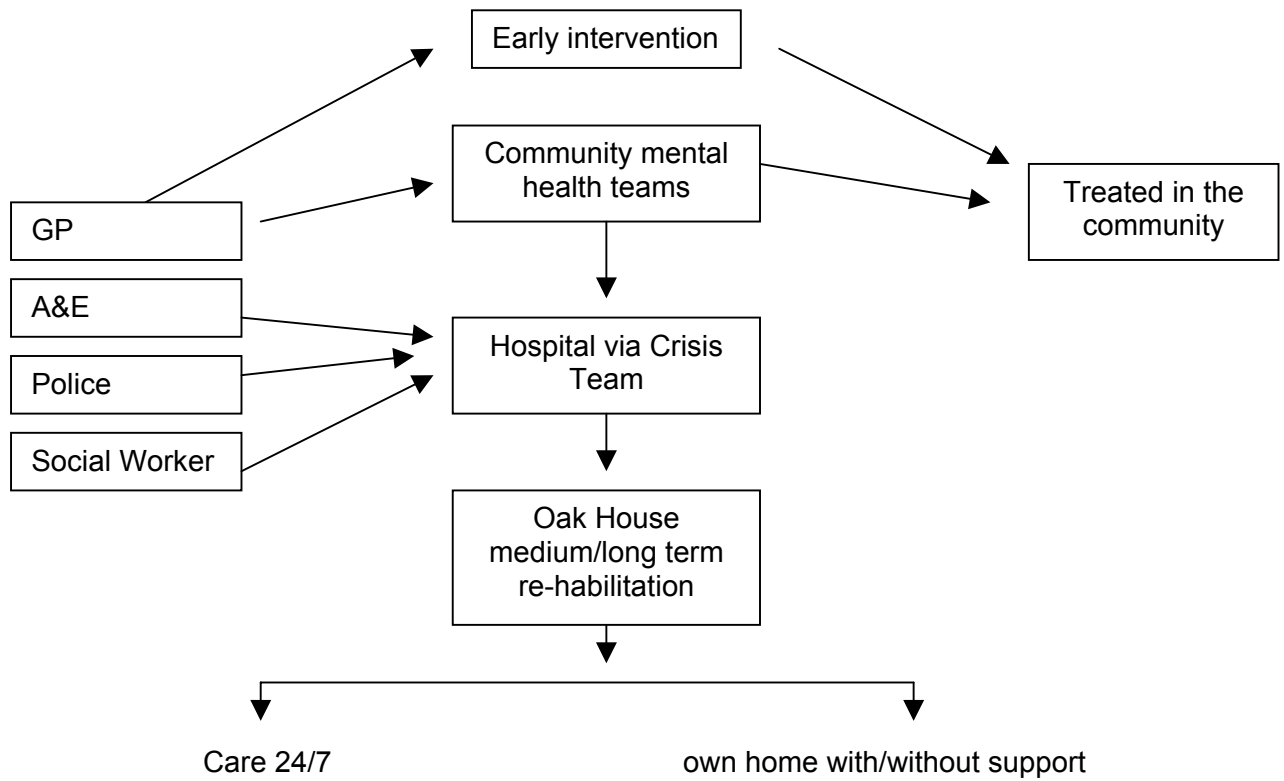 Early intervention
Community mental
health teams
Treated in the
community
GP
A&E
Police
Social Worker
Hospital via Crisis
Team
Oak House
medium/long term
re-habilitation
Care 24/7
own home with/without support